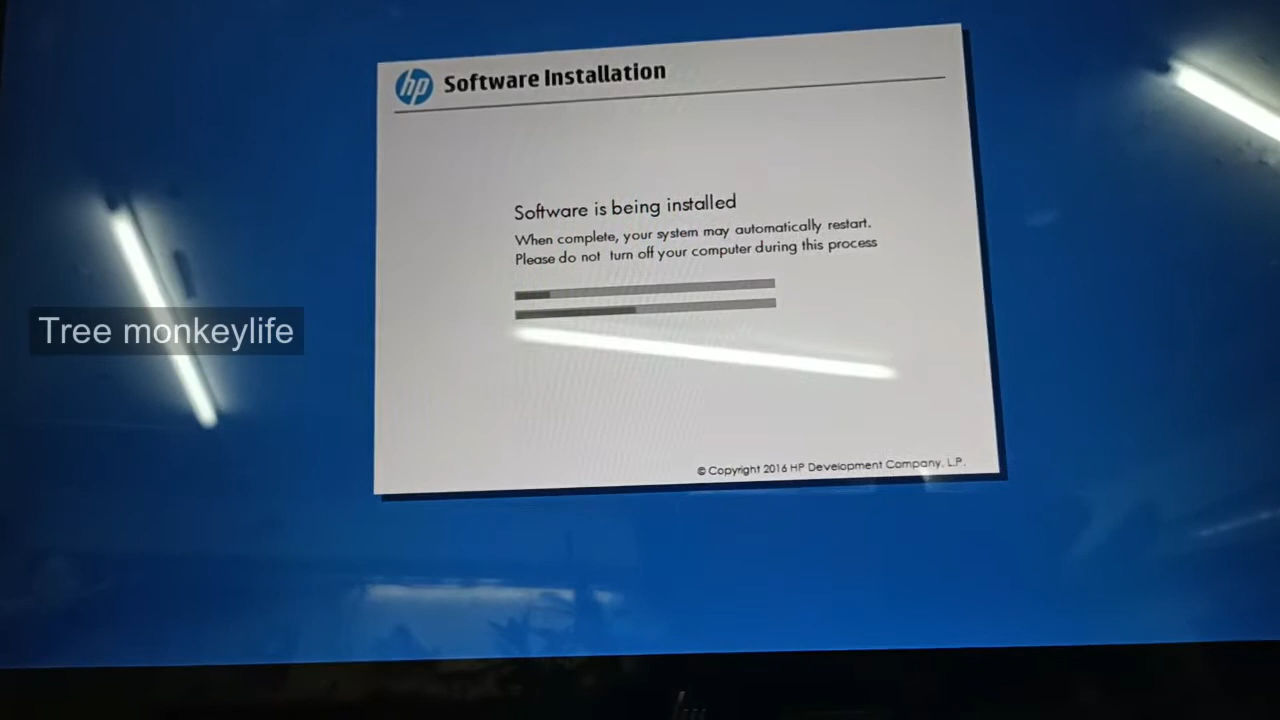 hp Software Installation
Software is being installed
When complete, your system may automatically restart.
Please do not turn off your computer during this process
Tree monkeylife
© Copyright 2016 HP Development Company, L.P.
hp